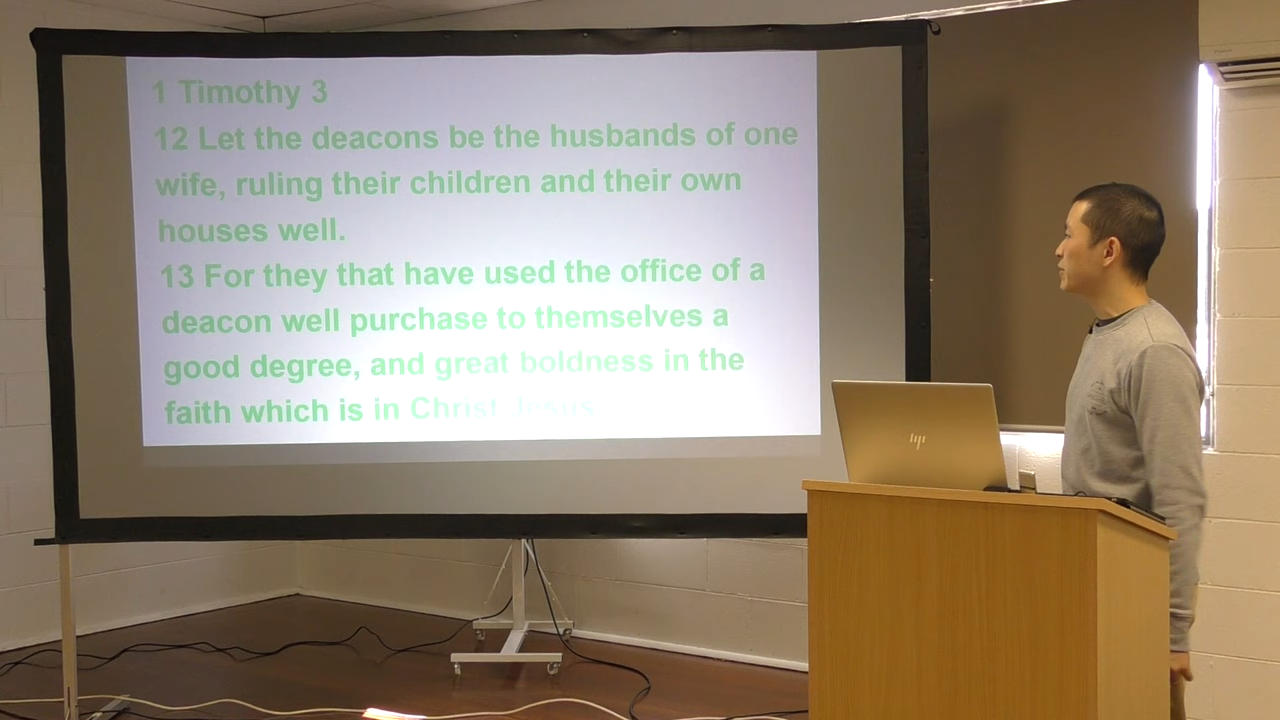 1 Timothy 3
12 Let the deacons be the husbands of one
wife, ruling their children and their own
houses well.
13 For they that have used the office of a
deacon well purchase to themselves a
good degree, and great boldness in the
faith which is in Christ Jesus
hp